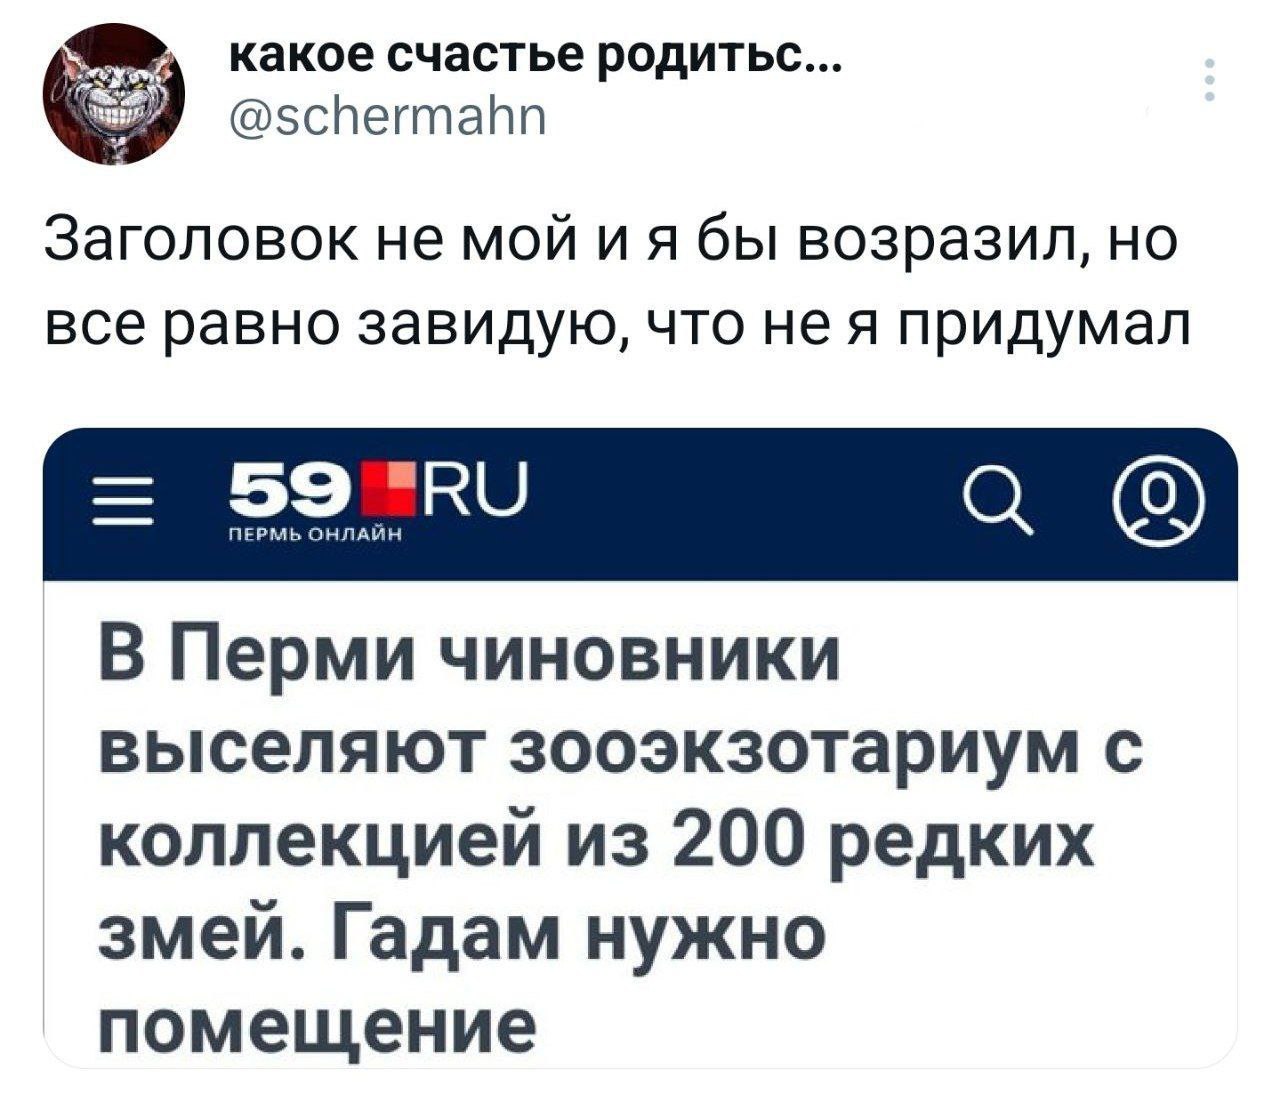 какое счастье родитьс...
@schermahn
Заголовок не мой и я бы возразил, но
все равно завидую, что не я придумал
59 RU
ПЕРМЬ ОНЛАЙН
В Перми чиновники
выселяют зооэкзотариум с
коллекцией из 200 редких
змей. Гадам нужно
помещение